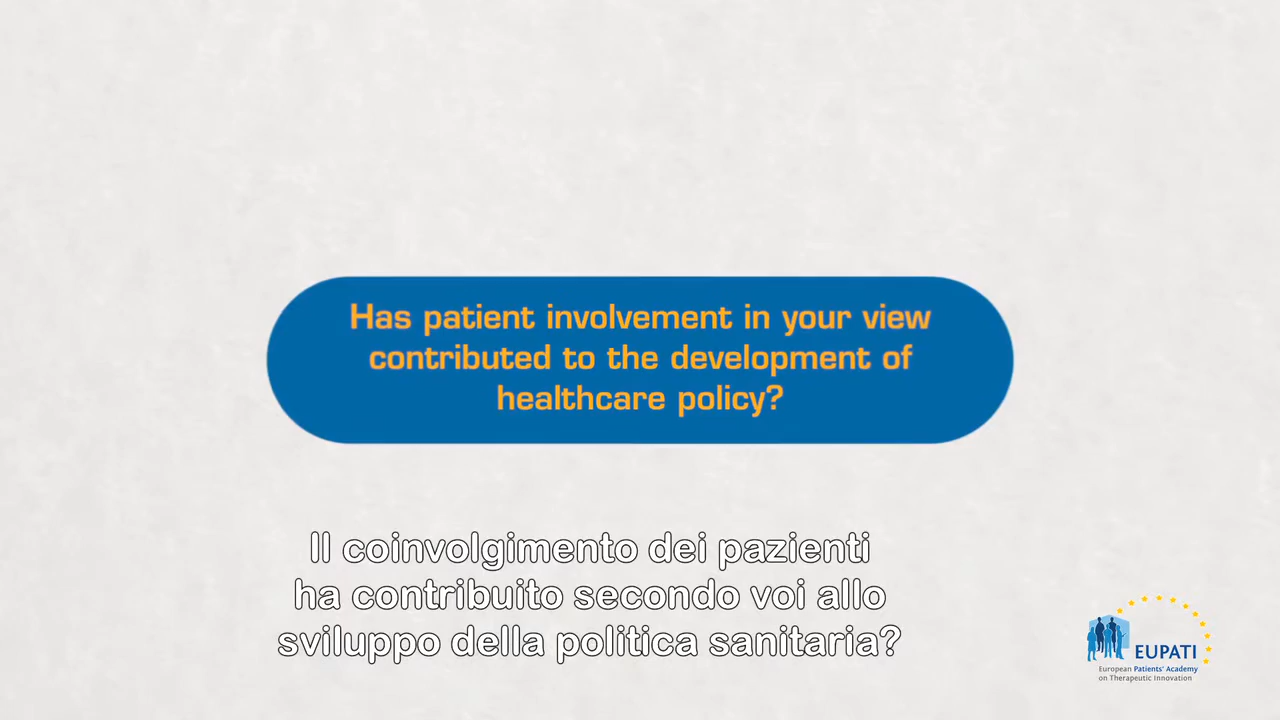 Has patient involvement in your view
contributed to the development of
healthcare policy?
Il coinvolgimento dei pazienti
ha contribuito secondo voi allo
sviluppo della politica sanitaria?
EUPATI
European Patients' Academy
on Therapeutic Innovation